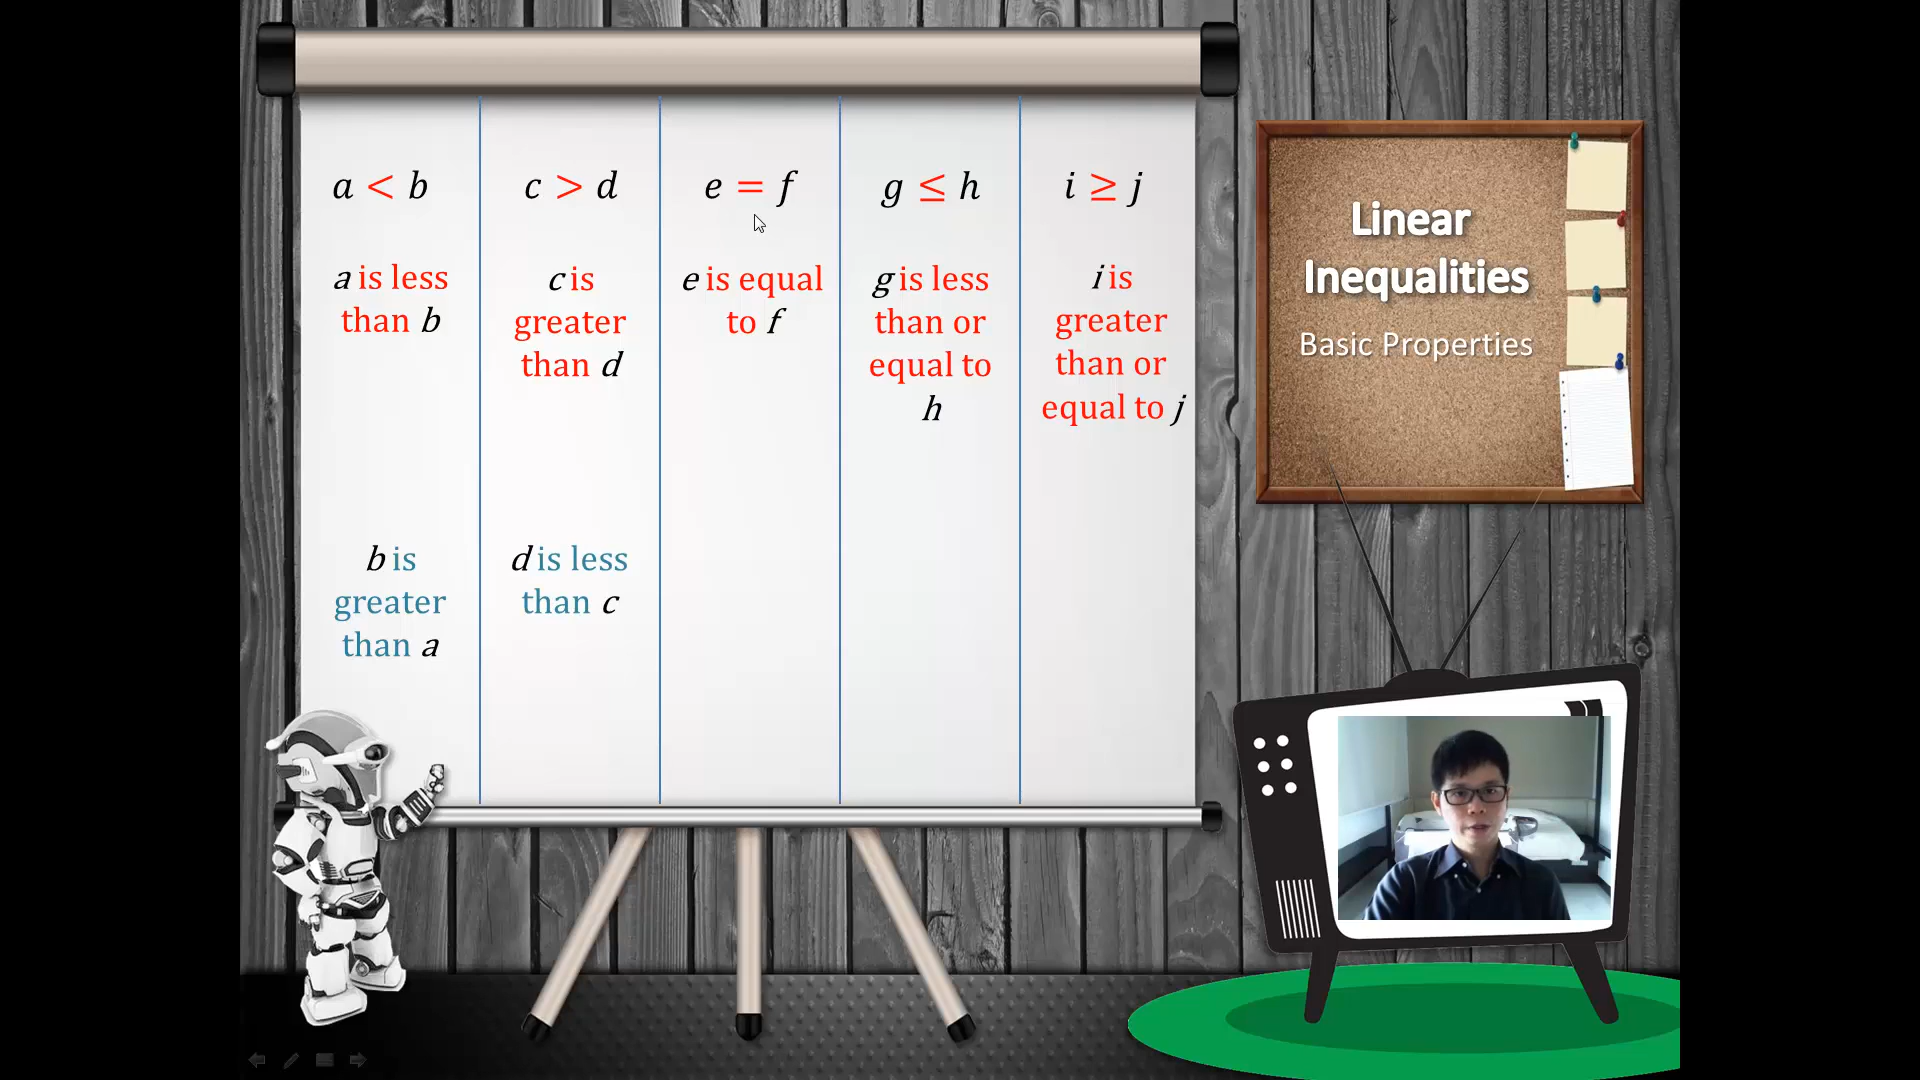 a < b
c > d
e = f
g ≤ h
i ≥ j
a is less
than b
c is
greater
than d
e is equal
to f
g is less
than or
equal to
h
i is
greater
than or
equal to j
b is
greater
than a
d is less
than c
Linear
Inequalities
Basic Properties